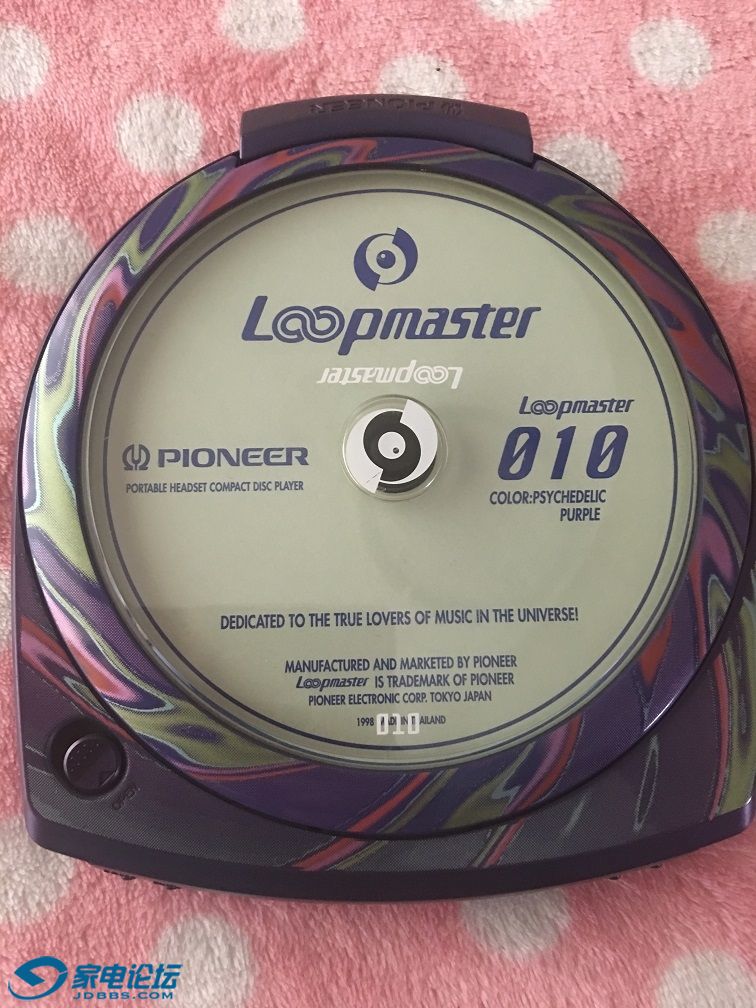 PIONEER
Loopmaster
Loopmaster
Loopmaster
PIONEER
010
PORTABLE HEADSET COMPACT DISC PLAYER
COLOR:PSYCHEDELIC
PURPLE
DEDICATED TO THE TRUE LOVERS OF MUSIC IN THE UNIVERSE!
MANUFACTURED AND MARKETED BY PIONEER
Loopmaster IS TRADEMARK OF PIONEER
PIONEER ELECTRONIC CORP. TOKYO JAPAN
1998
010
OPEN
家电论坛
JDBBS.COM